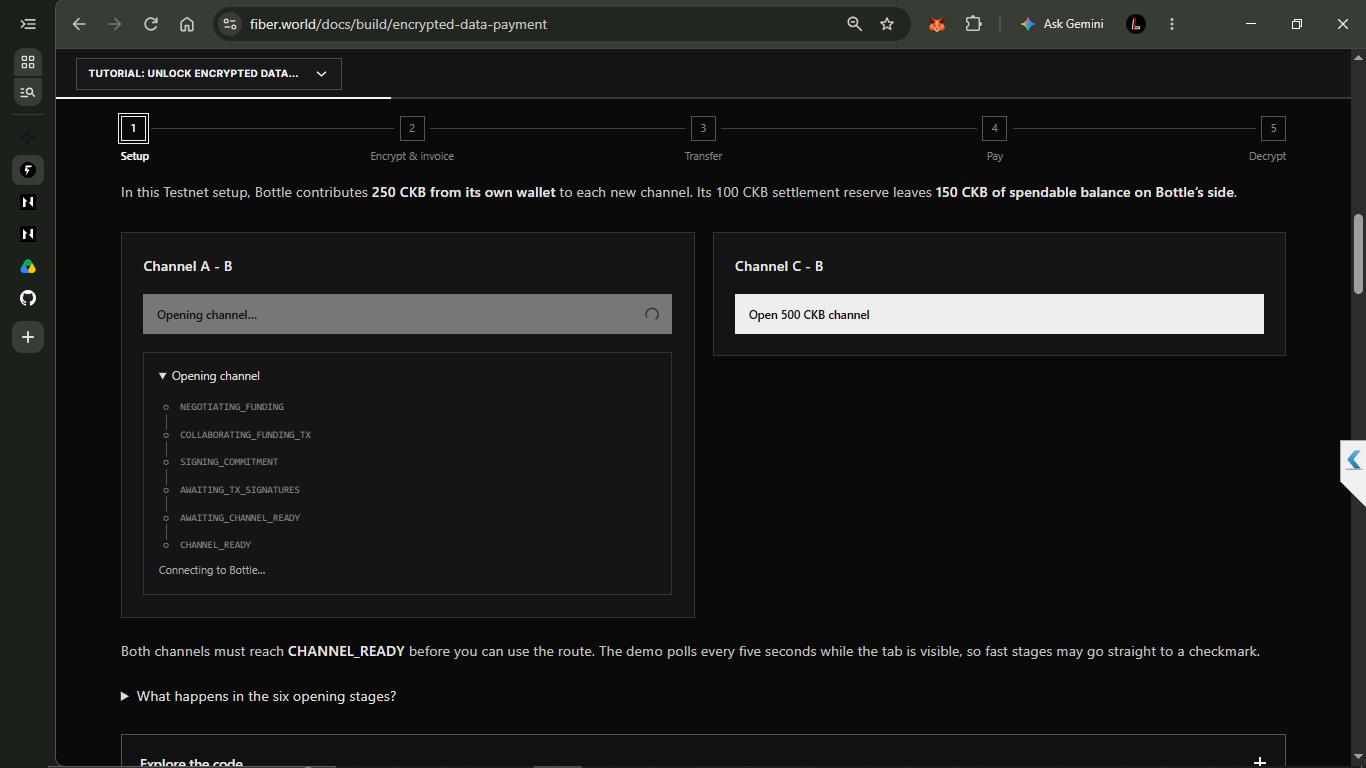 fiber.world/docs/build/encrypted-data-payment
Ask Gemini
TUTORIAL: UNLOCK ENCRYPTED DATA...
1
2
3
4
5
Setup
Encrypt & invoice
Transfer
Pay
Decrypt
In this Testnet setup, Bottle contributes 250 CKB from its own wallet to each new channel. Its 100 CKB settlement reserve leaves 150 CKB of spendable balance on Bottle’s side.
Channel A - B
Opening channel...
▼ Opening channel
NEGOTIATING_FUNDING
COLLABORATING_FUNDING_TX
SIGNING_COMMITMENT
AWAITING_TX_SIGNATURES
AWAITING_CHANNEL_READY
CHANNEL_READY
Connecting to Bottle...
Channel C - B
Open 500 CKB channel
Both channels must reach CHANNEL_READY before you can use the route. The demo polls every five seconds while the tab is visible, so fast stages may go straight to a checkmark.
▶ What happens in the six opening stages?
Explore the code